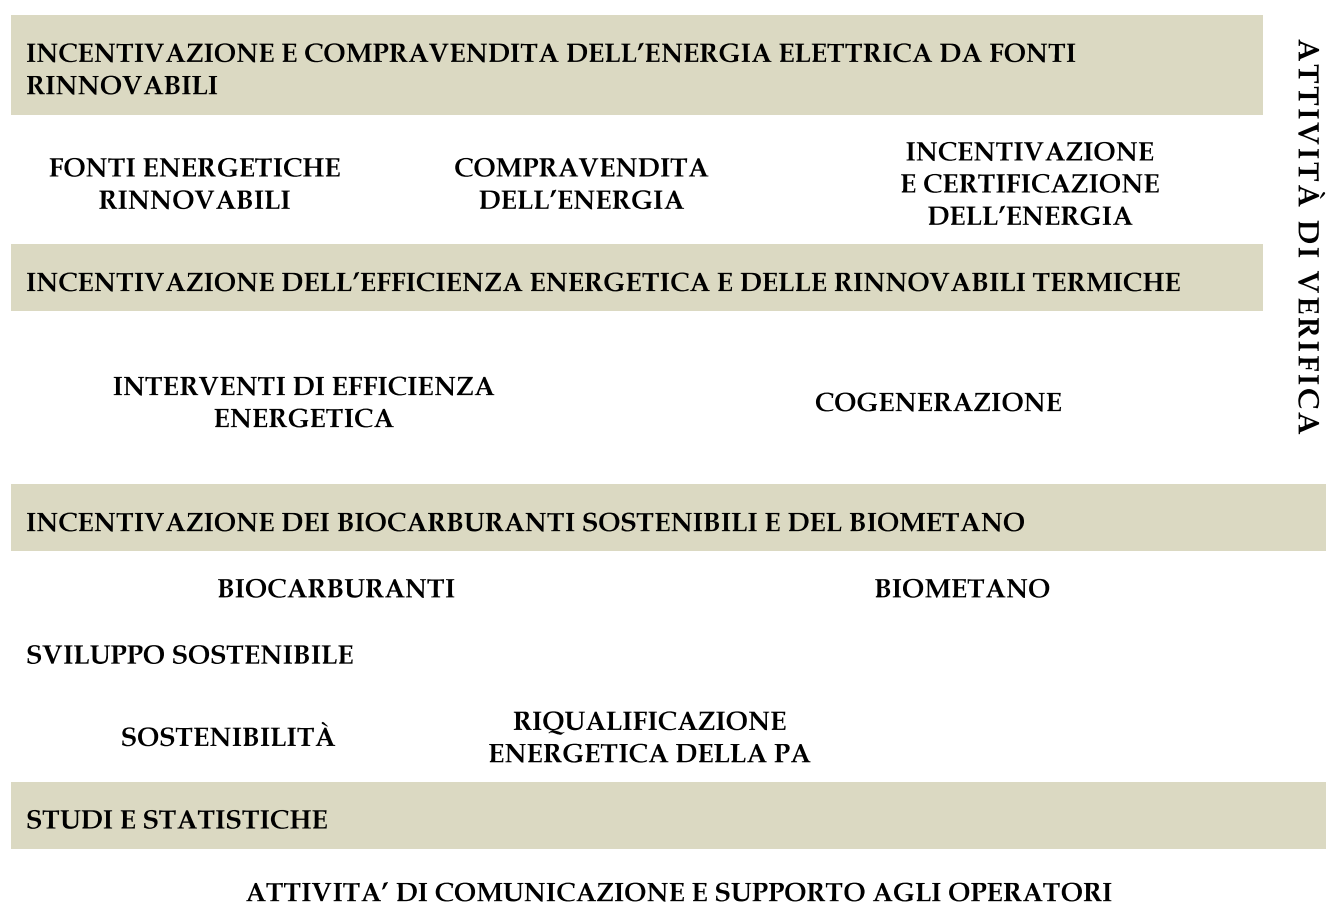 INCENTIVAZIONE E COMPRAVENDITA DELL’ENERGIA ELETTRICA DA FONTI
RINNOVABILI
FONTI ENERGETICHE
RINNOVABILI
COMPRAVENDITA
DELL’ENERGIA
INCENTIVAZIONE
E CERTIFICAZIONE
DELL’ENERGIA
INCENTIVAZIONE DELL’EFFICIENZA ENERGETICA E DELLE RINNOVABILI TERMICHE
INTERVENTI DI EFFICIENZA
ENERGETICA
COGENERAZIONE
ATTIVITÀ DI VERIFICA
INCENTIVAZIONE DEI BIOCARBURANTI SOSTENIBILI E DEL BIOMETANO
BIOCARBURANTI
BIOMETANO
SVILUPPO SOSTENIBILE
SOSTENIBILITÀ
RIQUALIFICAZIONE
ENERGETICA DELLA PA
STUDI E STATISTICHE
ATTIVITA’ DI COMUNICAZIONE E SUPPORTO AGLI OPERATORI